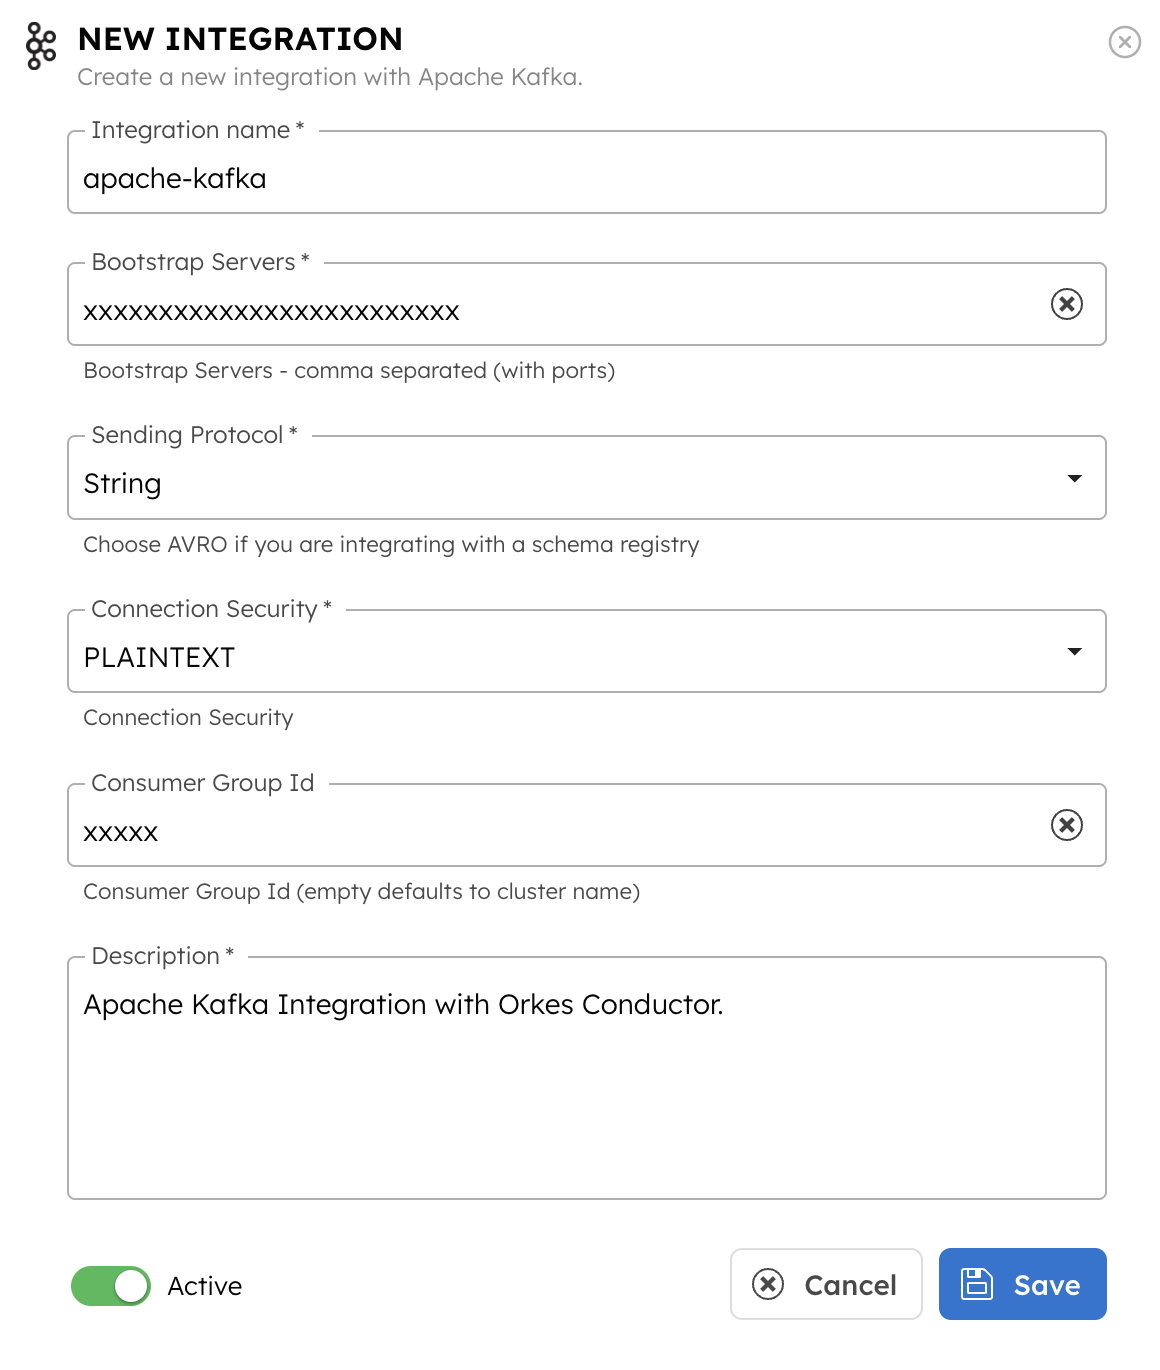 NEW INTEGRATION
Create a new integration with Apache Kafka.
Integration name *
apache-kafka
Bootstrap Servers *
xxxxxxxxxxxxxxxxxxxxxxxxx
Bootstrap Servers - comma separated (with ports)
Sending Protocol *
String
Choose AVRO if you are integrating with a schema registry
Connection Security *
PLAINTEXT
Connection Security
Consumer Group Id
xxxxx
Consumer Group Id (empty defaults to cluster name)
Description *
Apache Kafka Integration with Orkes Conductor.
Active
Cancel
Save